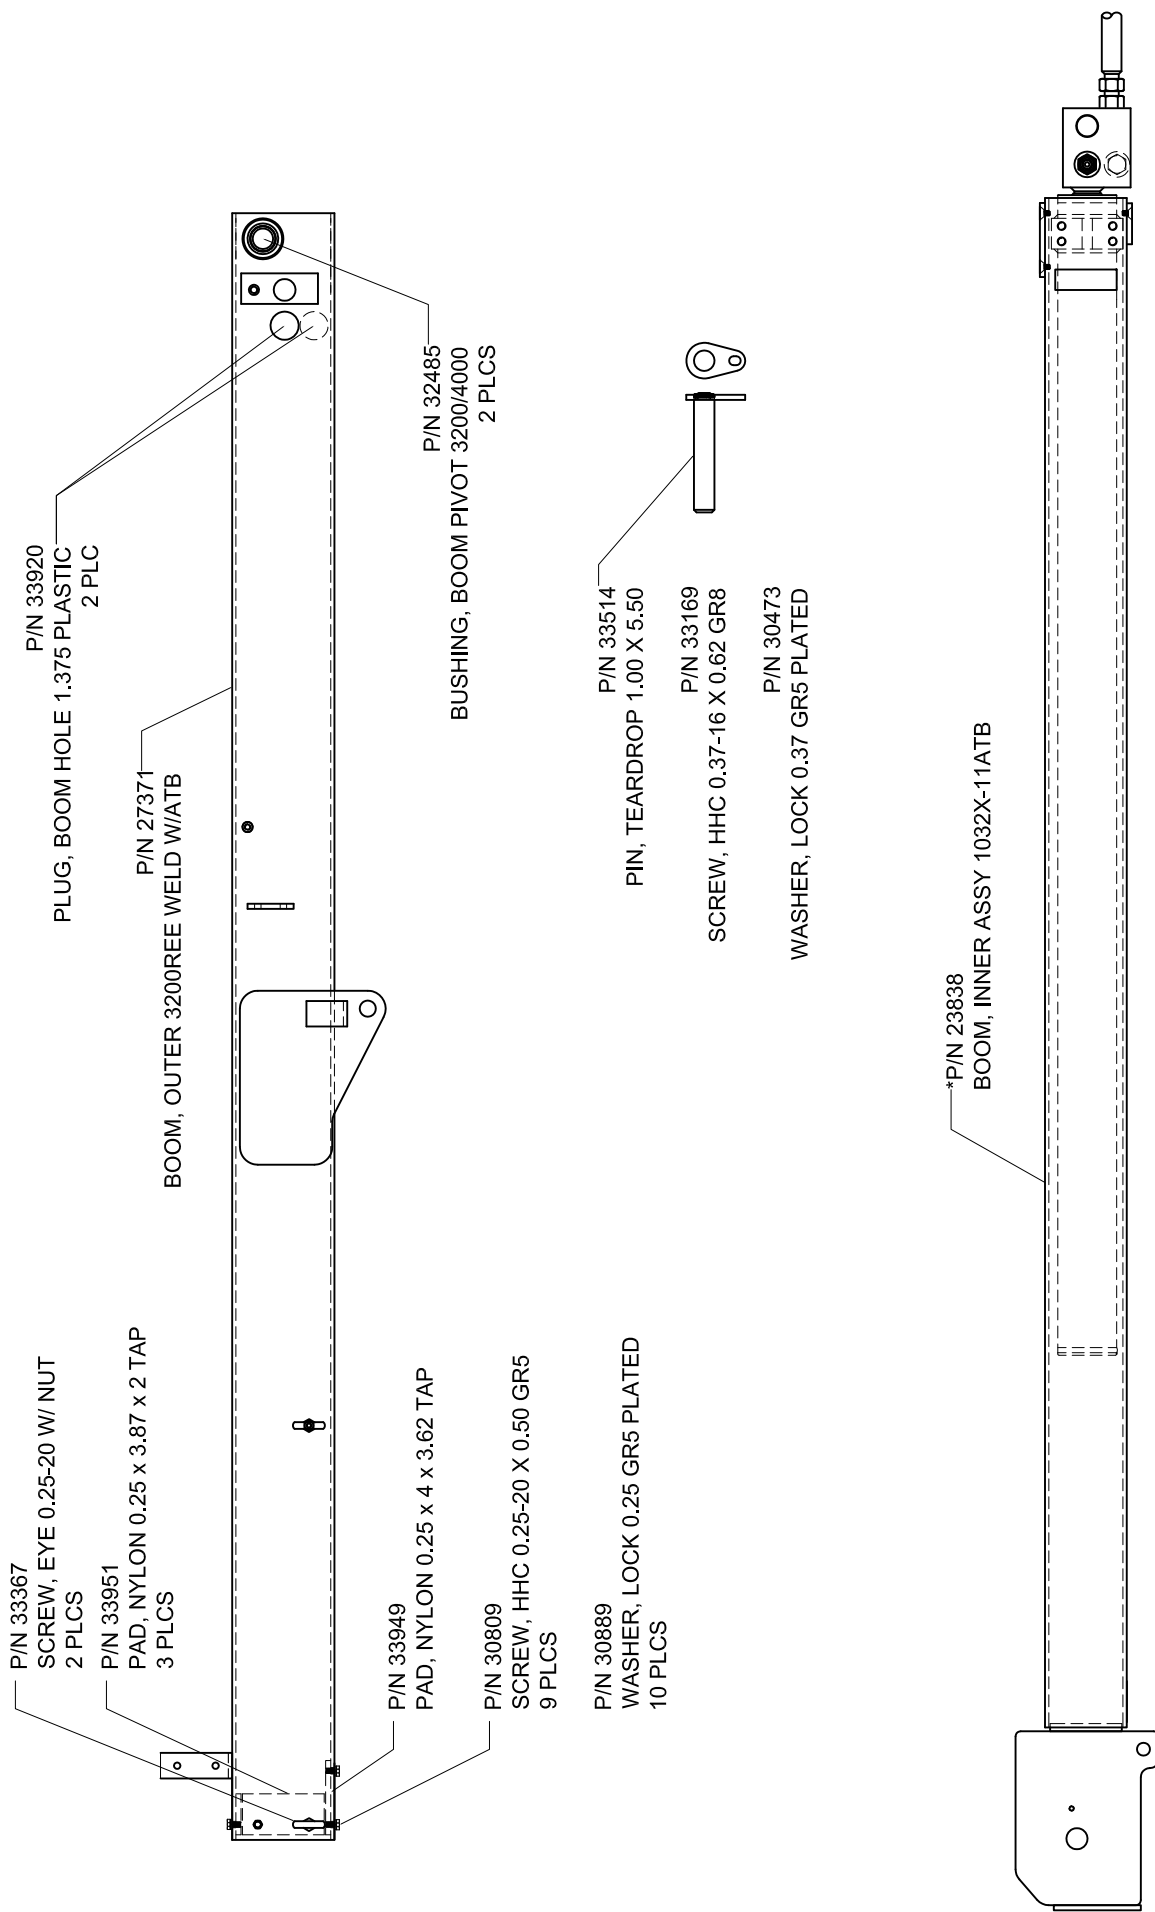 P/N 33367
SCREW, EYE 0.25-20 W/ NUT
2 PLCS
P/N 33951
PAD, NYLON 0.25 x 3.87 x 2 TAP
3 PLCS
P/N 33920
PLUG, BOOM HOLE 1.375 PLASTIC
2 PLC
P/N 27371
BOOM, OUTER 3200REE WELD W/ATB
P/N 33949
PAD, NYLON 0.25 x 4 x 3.62 TAP
P/N 30809
SCREW, HHC 0.25-20 X 0.50 GR5
9 PLCS
P/N 30889
WASHER, LOCK 0.25 GR5 PLATED
10 PLCS
P/N 32485
BUSHING, BOOM PIVOT 3200/4000
2 PLCS
P/N 33514
PIN, TEARDROP 1.00 X 5.50
P/N 33169
SCREW, HHC 0.37-16 X 0.62 GR8
P/N 30473
WASHER, LOCK 0.37 GR5 PLATED
*P/N 23838
BOOM, INNER ASSY 1032X-11ATB